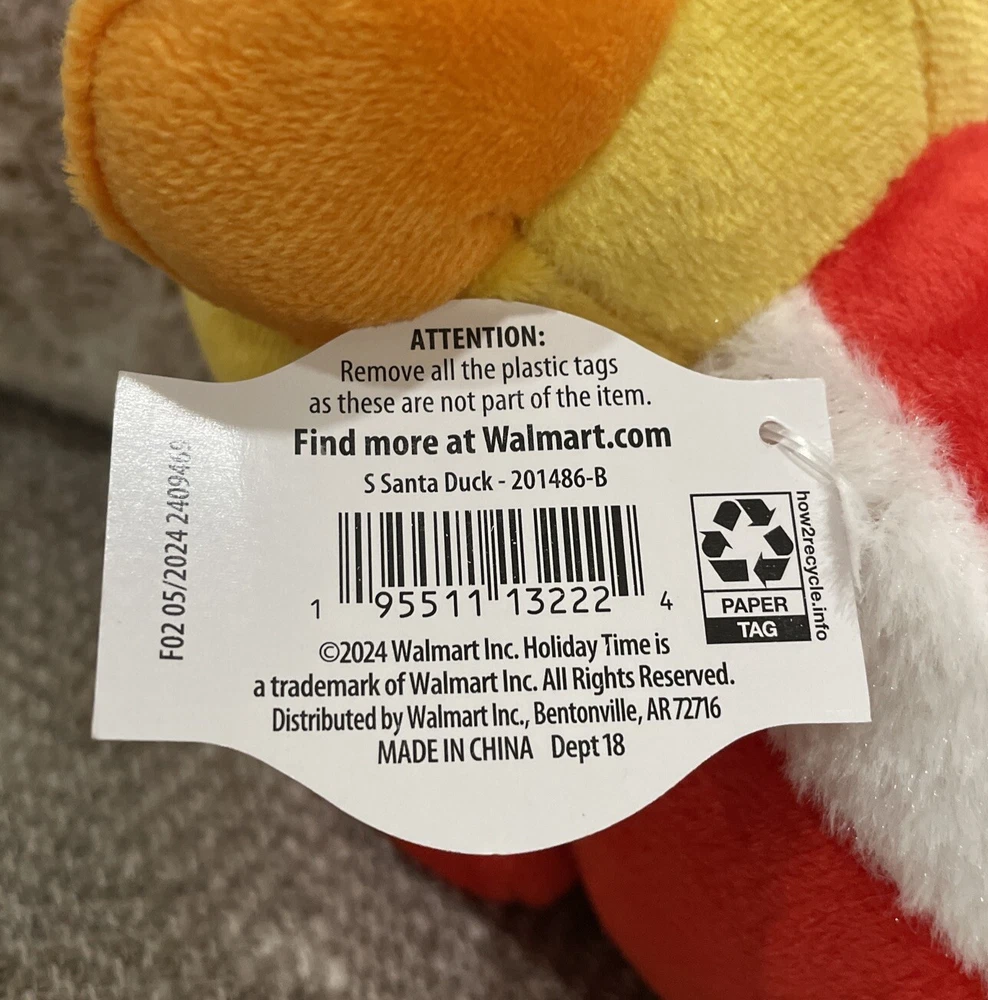 ATTENTION:
Remove all the plastic tags
as these are not part of the item.
Find more at Walmart.com
S Santa Duck - 201486-B
1 95511 13222 4
how2recycle.info
PAPER
TAG
©2024 Walmart Inc. Holiday Time is
a trademark of Walmart Inc. All Rights Reserved.
Distributed by Walmart Inc., Bentonville, AR 72716
MADE IN CHINA Dept 18
F02 05/2024 2409469